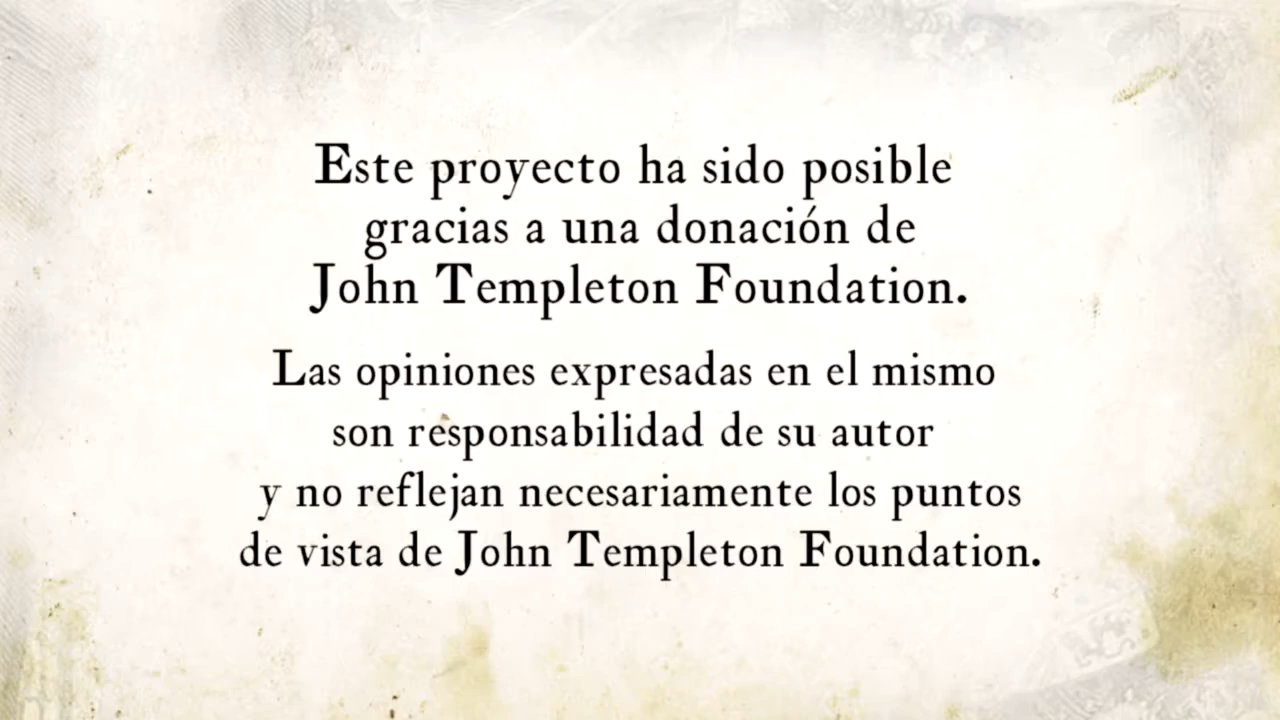 Este proyecto ha sido posible
gracias a una donación de
John Templeton Foundation.
Las opiniones expresadas en el mismo
son responsabilidad de su autor
y no reflejan necesariamente los puntos
de vista de John Templeton Foundation.